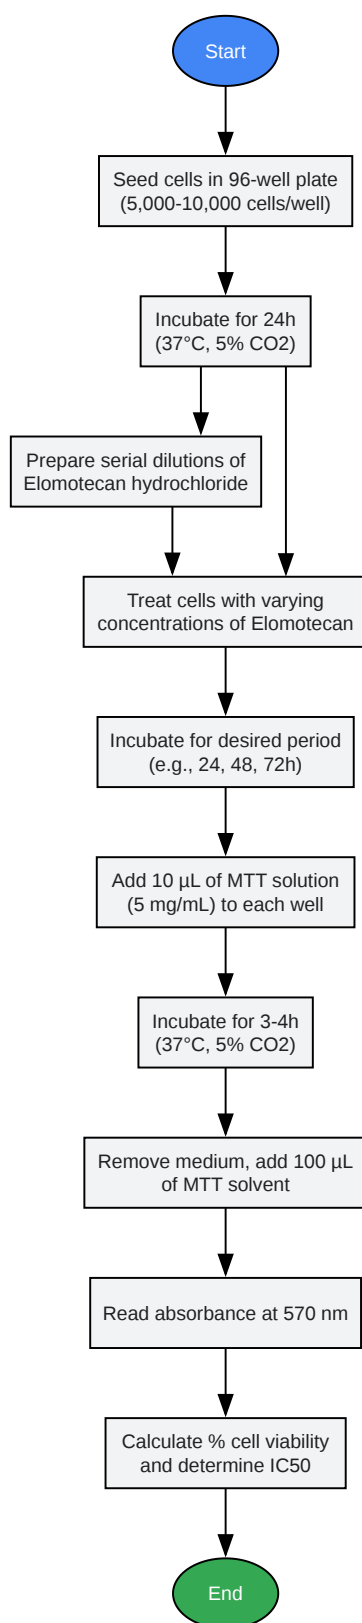 Start
Seed cells in 96-well plate
(5,000-10,000 cells/well)
Incubate for 24h
(37°C, 5% CO2)
Prepare serial dilutions of
Elomotecan hydrochloride
Treat cells with varying
concentrations of Elomotecan
Incubate for desired period
(e.g., 24, 48, 72h)
Add 10 µL of MTT solution
(5 mg/mL) to each well
Incubate for 3-4h
(37°C, 5% CO2)
Remove medium, add 100 µL
of MTT solvent
Read absorbance at 570 nm
Calculate % cell viability
and determine IC50
End